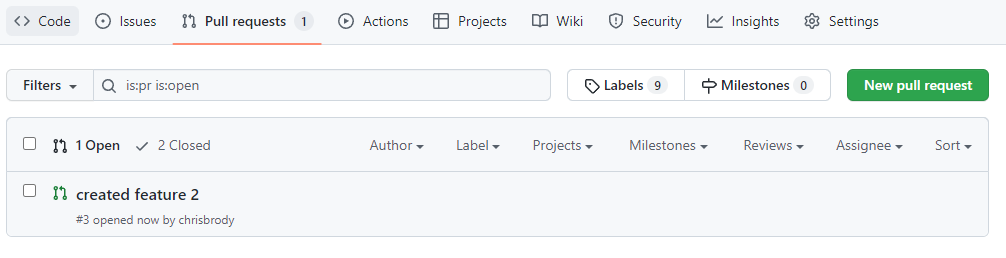 Code Issues Pull requests 1 Actions Projects Wiki Security Insights Settings
Filters is:pr is:open Labels 9 Milestones 0 New pull request
1 Open 2 Closed Author Label Projects Milestones Reviews Assignee Sort
created feature 2
#3 opened now by chrisbrody